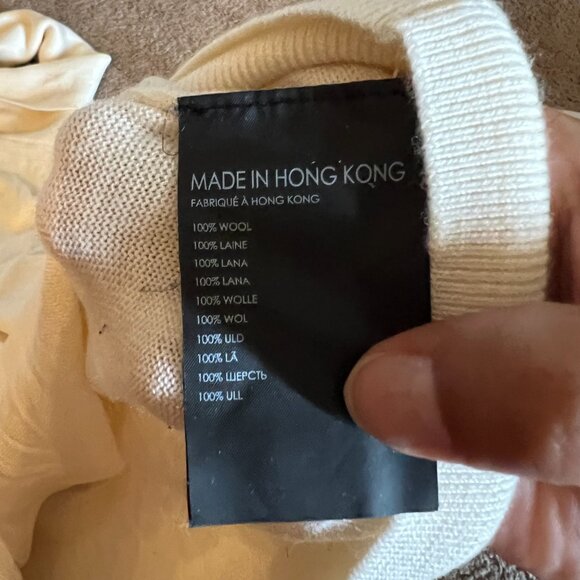 MADE IN HONG KONG
FABRIQUÉ À HONG KONG
100% WOOL
100% LAINE
100% LANA
100% LANA
100% WOLLE
100% WOL
100% ULD
100% LÃ
100% ШЕРСТЬ
100% ULL